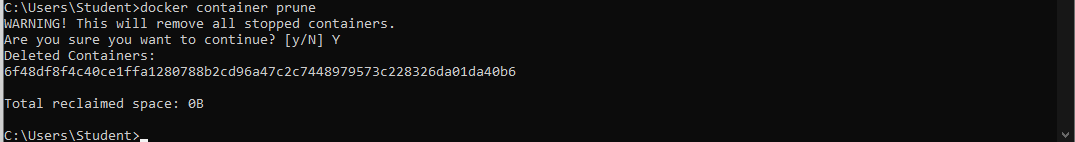 C:\Users\Student>docker container prune
WARNING! This will remove all stopped containers.
Are you sure you want to continue? [y/N] Y
Deleted Containers:
6f48df8f4c40ce1ffa1280788b2cd96a47c2c7448979573c228326da01da40b6
Total reclaimed space: 0B
C:\Users\Student>